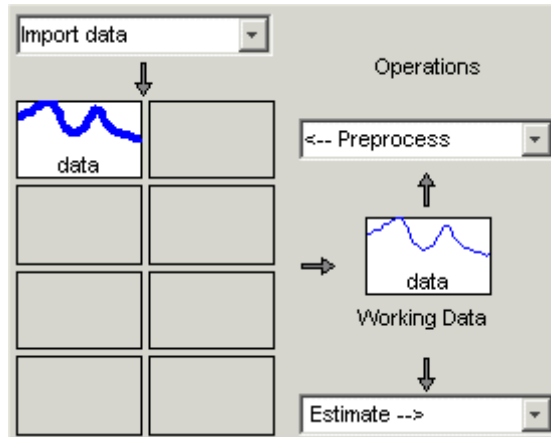 Import data
Operations
<-- Preprocess
data
data
Working Data
Estimate -->